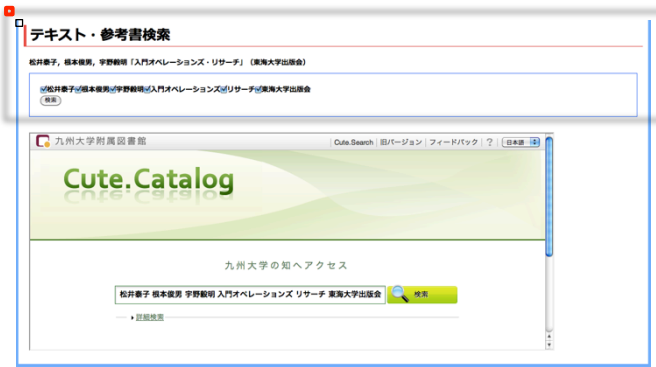 テキスト・参考書検索
松井泰子，根本俊男，宇野毅明「入門オペレーションズ・リサーチ」（東海大学出版会）
松井泰子 根本俊男 宇野毅明 入門オペレーションズ リサーチ 東海大学出版会
検索
九州大学附属図書館 Cute.Search | 旧バージョン | フィードバック | ? | 日本語
Cute.Catalog
九州大学の知へアクセス
松井泰子 根本俊男 宇野毅明 入門オペレーションズ リサーチ 東海大学出版会 検索
詳細検索